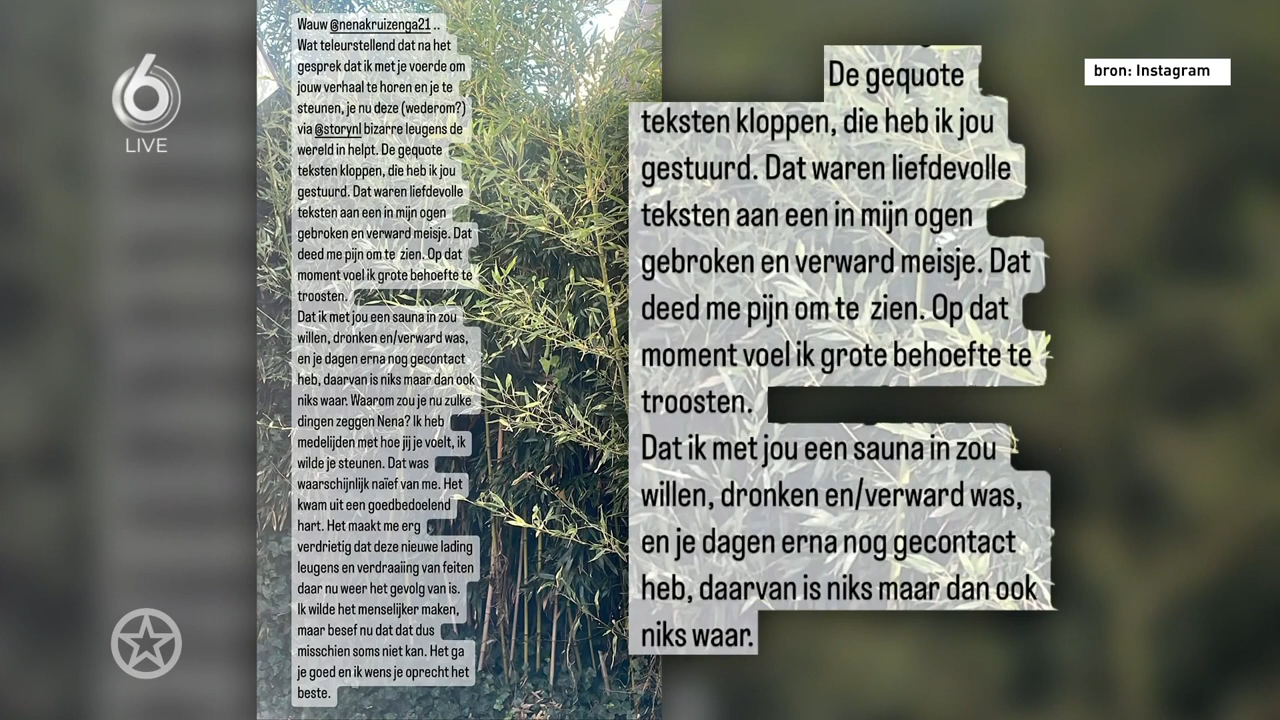 6
LIVE
Wauw @nenakruizenga21 ..
Wat teleurstellend dat na het
gesprek dat ik met je voerde om
jouw verhaal te horen en je te
steunen, je nu deze (wederom?)
via @storynl bizarre leugens de
wereld in helpt. De gequote
teksten kloppen, die heb ik jou
gestuurd. Dat waren liefdevolle
teksten aan een in mijn ogen
gebroken en verward meisje. Dat
deed me pijn om te zien. Op dat
moment voel ik grote behoefte te
troosten.
Dat ik met jou een sauna in zou
willen, dronken en/verward was,
en je dagen erna nog gecontact
heb, daarvan is niks maar dan ook
niks waar. Waarom zou je nu zulke
dingen zeggen Nena? Ik heb
medelijden met hoe jij je voelt, ik
wilde je steunen. Dat was
waarschijnlijk naïef van me. Het
kwam uit een goedbedoelend
hart. Het maakt me erg
verdrietig dat deze nieuwe lading
leugens en verdraaiing van feiten
daar nu weer het gevolg van is.
Ik wilde het menselijker maken,
maar besef nu dat dat dus
misschien soms niet kan. Het ga
je goed en ik wens je oprecht het
beste.
De gequote
teksten kloppen, die heb ik jou
gestuurd. Dat waren liefdevolle
teksten aan een in mijn ogen
gebroken en verward meisje. Dat
deed me pijn om te zien. Op dat
moment voel ik grote behoefte te
troosten.
Dat ik met jou een sauna in zou
willen, dronken en/verward was,
en je dagen erna nog gecontact
heb, daarvan is niks maar dan ook
niks waar.
bron: Instagram